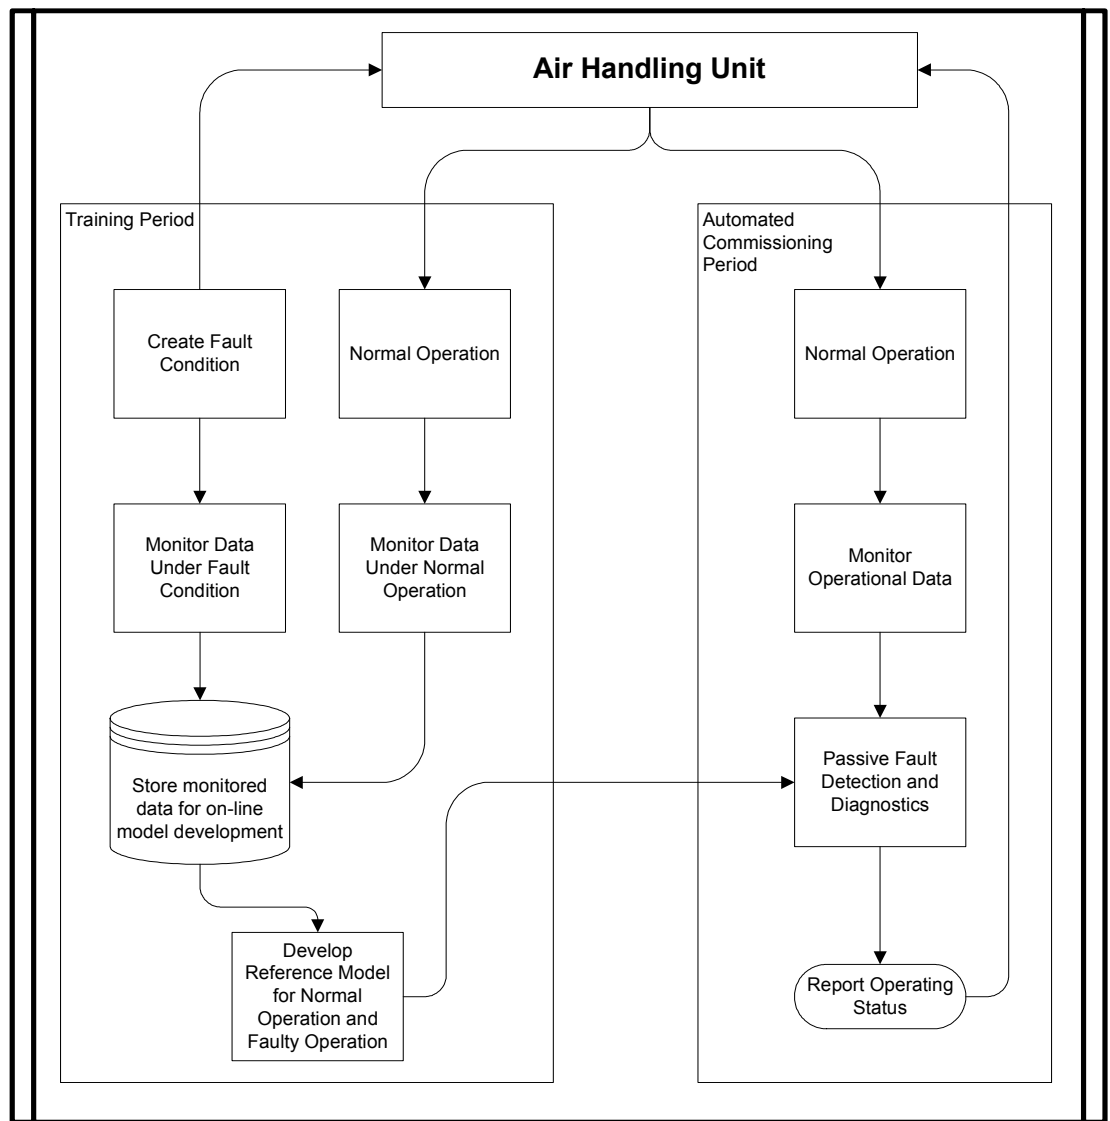 Air Handling Unit
Training Period
Automated
Commissioning
Period
Create Fault
Condition
Normal Operation
Normal Operation
Monitor Data
Under Fault
Condition
Monitor Data
Under Normal
Operation
Monitor
Operational Data
Store monitored
data for on-line
model development
Passive Fault
Detection and
Diagnostics
Develop
Reference Model
for Normal
Operation and
Faulty Operation
Report Operating
Status